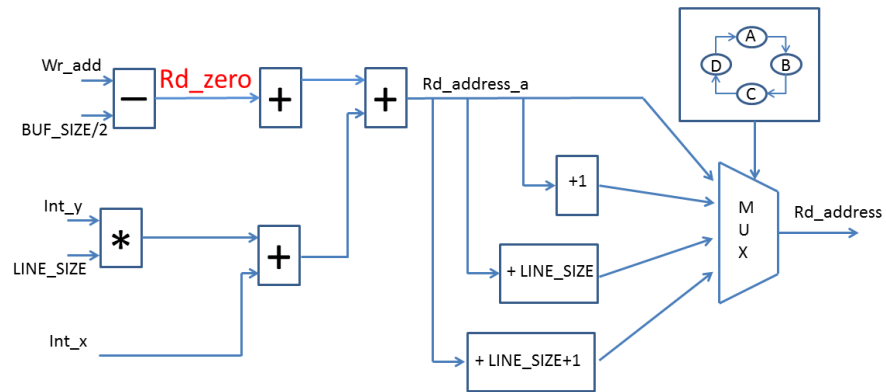 Wr_add
BUF_SIZE/2
−
Rd_zero
+
+
Rd_address_a
Int_y
LINE_SIZE
*
+
Int_x
+1
+ LINE_SIZE
+ LINE_SIZE+1
A
B
C
D
M
U
X
Rd_address